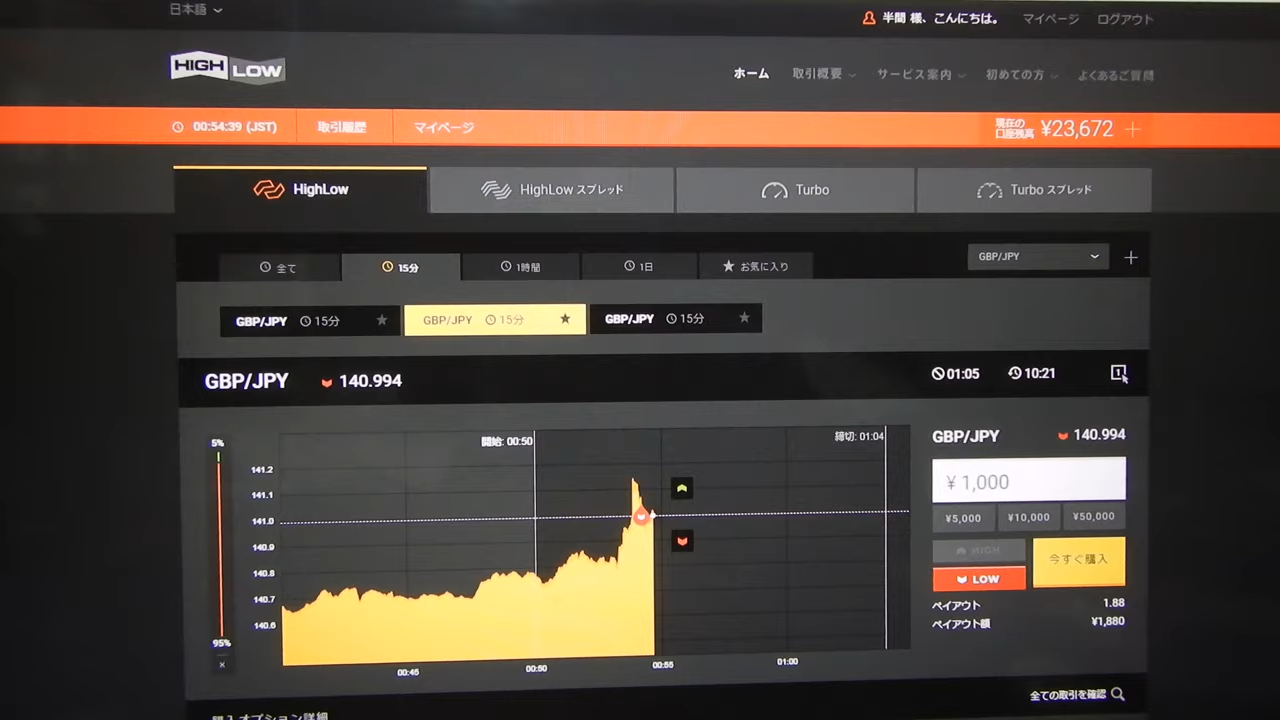 日本語
半間 様、こんにちは。 マイページ ログアウト
HIGH LOW
ホーム 取引概要 サービス案内 初めての方 よくあるご質問
00:54:39 (JST) 取引履歴 マイページ
現在の
口座残高 ¥23,672 +
HighLow HighLow スプレッド Turbo Turbo スプレッド
全て 15分 1時間 1日 お気に入り GBP/JPY +
GBP/JPY 15分 GBP/JPY 15分 GBP/JPY 15分
GBP/JPY 140.994 01:05 10:21 1
5%
95%
×
開始: 00:50 締切: 01:04
141.2
141.1
141.0
140.9
140.8
140.7
140.6
00:45 00:50 00:55 01:00
GBP/JPY 140.994
¥ 1,000
¥5,000 ¥10,000 ¥50,000
HIGH
LOW
今すぐ購入
ペイアウト 1.88
ペイアウト額 ¥1,880
全ての取引を確認
購入オプション詳細